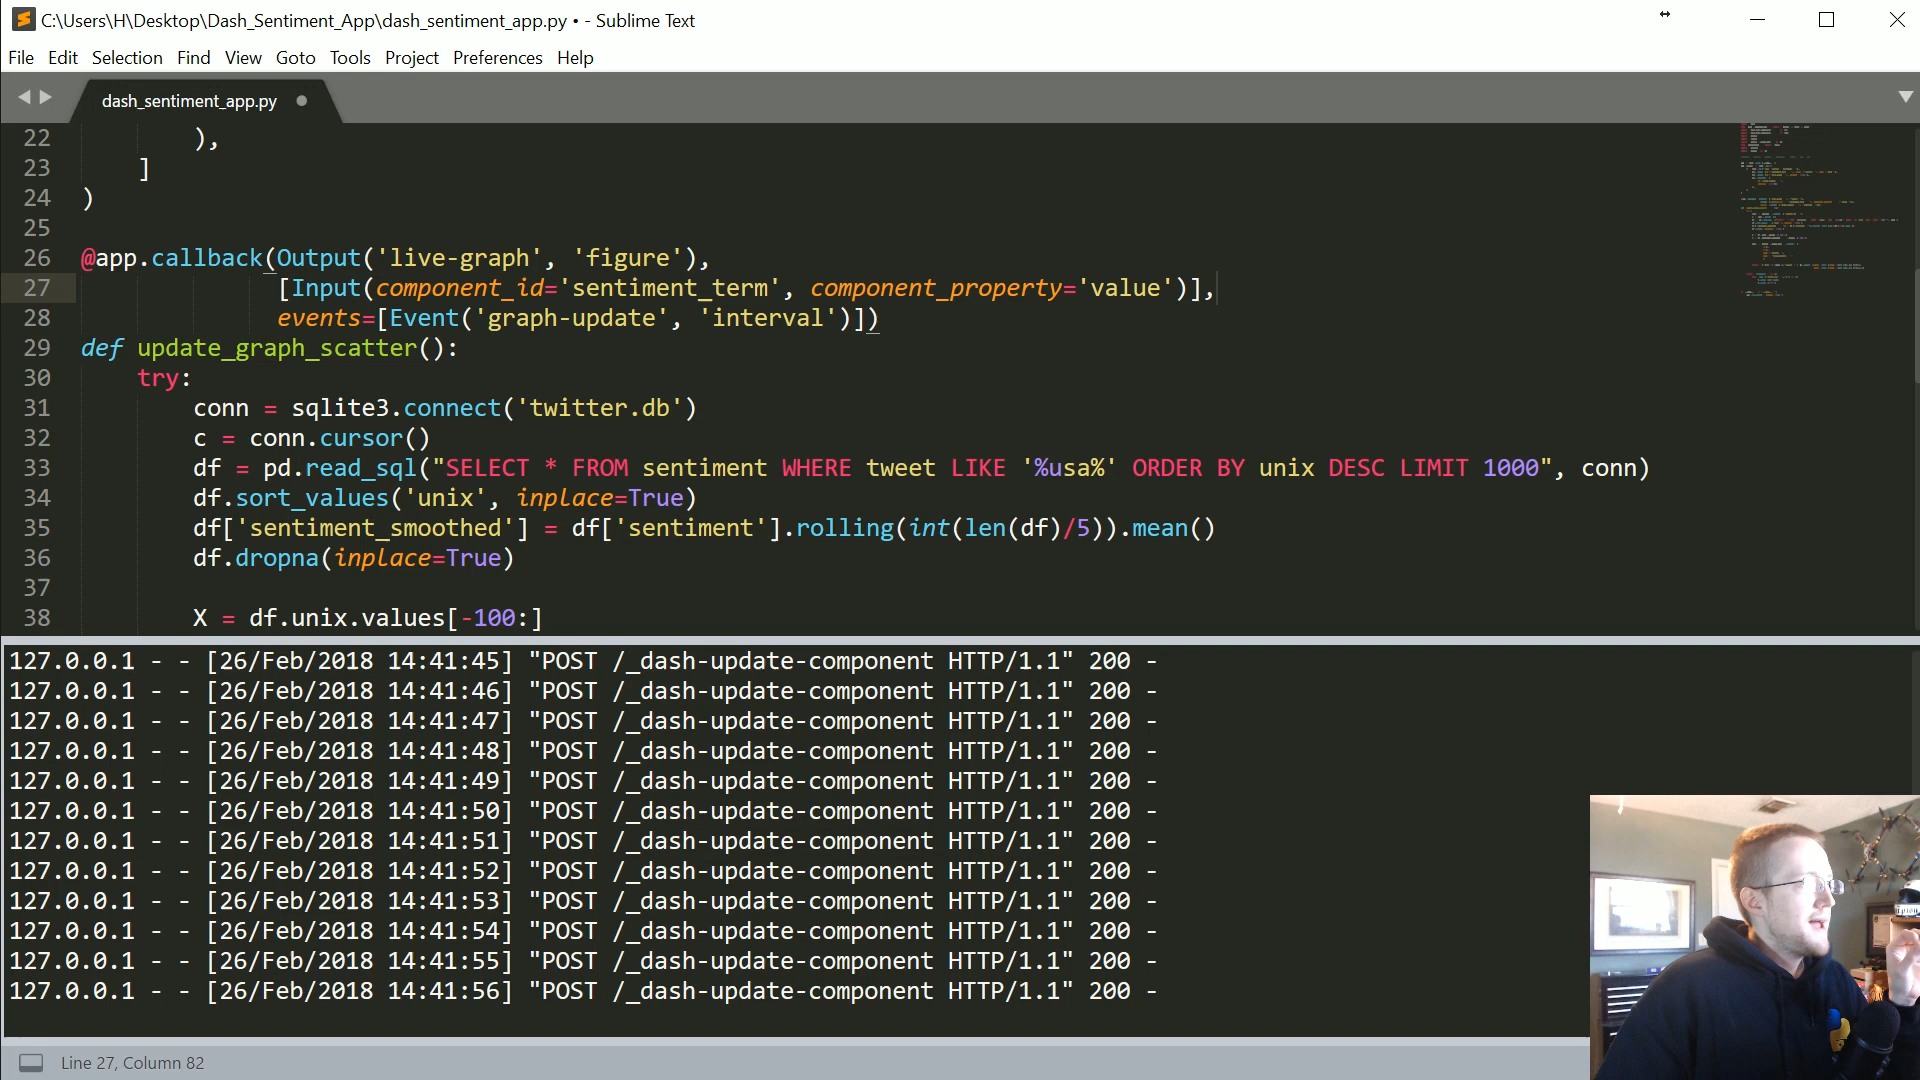 C:\Users\H\Desktop\Dash_Sentiment_App\dash_sentiment_app.py • - Sublime Text
File Edit Selection Find View Goto Tools Project Preferences Help
dash_sentiment_app.py
22 ),
23 ]
24 )
25
26 @app.callback(Output('live-graph', 'figure'),
27 [Input(component_id='sentiment_term', component_property='value')],
28 events=[Event('graph-update', 'interval')])
29 def update_graph_scatter():
30 try:
31 conn = sqlite3.connect('twitter.db')
32 c = conn.cursor()
33 df = pd.read_sql("SELECT * FROM sentiment WHERE tweet LIKE '%usa%' ORDER BY unix DESC LIMIT 1000", conn)
34 df.sort_values('unix', inplace=True)
35 df['sentiment_smoothed'] = df['sentiment'].rolling(int(len(df)/5)).mean()
36 df.dropna(inplace=True)
37
38 X = df.unix.values[-100:]
127.0.0.1 - - [26/Feb/2018 14:41:45] "POST /_dash-update-component HTTP/1.1" 200 -
127.0.0.1 - - [26/Feb/2018 14:41:46] "POST /_dash-update-component HTTP/1.1" 200 -
127.0.0.1 - - [26/Feb/2018 14:41:47] "POST /_dash-update-component HTTP/1.1" 200 -
127.0.0.1 - - [26/Feb/2018 14:41:48] "POST /_dash-update-component HTTP/1.1" 200 -
127.0.0.1 - - [26/Feb/2018 14:41:49] "POST /_dash-update-component HTTP/1.1" 200 -
127.0.0.1 - - [26/Feb/2018 14:41:50] "POST /_dash-update-component HTTP/1.1" 200 -
127.0.0.1 - - [26/Feb/2018 14:41:51] "POST /_dash-update-component HTTP/1.1" 200 -
127.0.0.1 - - [26/Feb/2018 14:41:52] "POST /_dash-update-component HTTP/1.1" 200 -
127.0.0.1 - - [26/Feb/2018 14:41:53] "POST /_dash-update-component HTTP/1.1" 200 -
127.0.0.1 - - [26/Feb/2018 14:41:54] "POST /_dash-update-component HTTP/1.1" 200 -
127.0.0.1 - - [26/Feb/2018 14:41:55] "POST /_dash-update-component HTTP/1.1" 200 -
127.0.0.1 - - [26/Feb/2018 14:41:56] "POST /_dash-update-component HTTP/1.1" 200 -
Line 27, Column 82